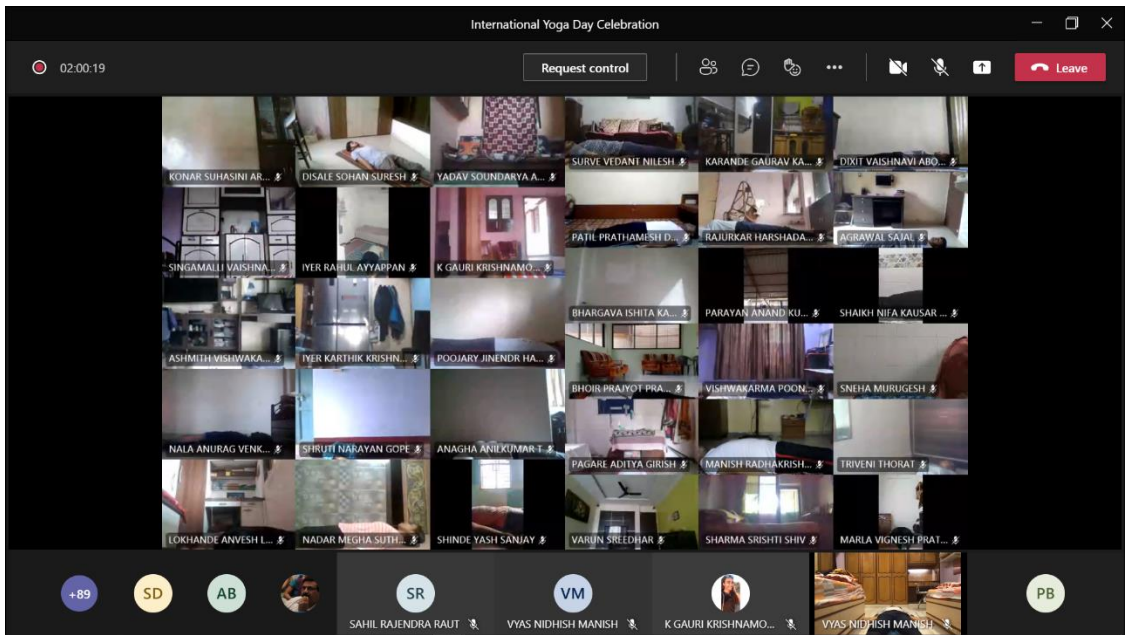 International Yoga Day Celebration
02:00:19
Request control
Leave
KONAR SUHASINI AR...
DISALE SOHAN SURESH
YADAV SOUNDARYA A...
SURVE VEDANT NILESH
KARANDE GAURAV KA...
DIXIT VAISHNAVI ABO...
SINGAMALLI VAISHNA...
IYER RAHUL AYYAPPAN
K GAURI KRISHNAMO...
PATIL PRATHAMESH D...
RAJURKAR HARSHADA...
AGRAWAL SAJAL
BHARGAVA ISHITA KA...
PARAYAN ANAND KU...
SHAIKH NIFA KAUSAR ...
ASHMITH VISHWAKA...
IYER KARTHIK KRISHN...
POOJARY JINENDR HA...
BHOIR PRAJYOT PRA...
VISHWAKARMA POON...
SNEHA MURUGESH
NALA ANURAG VENK...
SHRUTI NARAYAN GOPE
ANAGHA ANILKUMAR T
PAGARE ADITYA GIRISH
MANISH RADHAKRISH...
TRIVENI THORAT
LOKHANDE ANVESH L...
NADAR MEGHA SUTH...
SHINDE YASH SANJAY
VARUN SREEDHAR
SHARMA SRISHTI SHIV
MARLA VIGNESH PRAT...
+89
SD
AB
SR
VM
PB
SAHIL RAJENDRA RAUT
VYAS NIDHISH MANISH
K GAURI KRISHNAMO...
VYAS NIDHISH MANISH